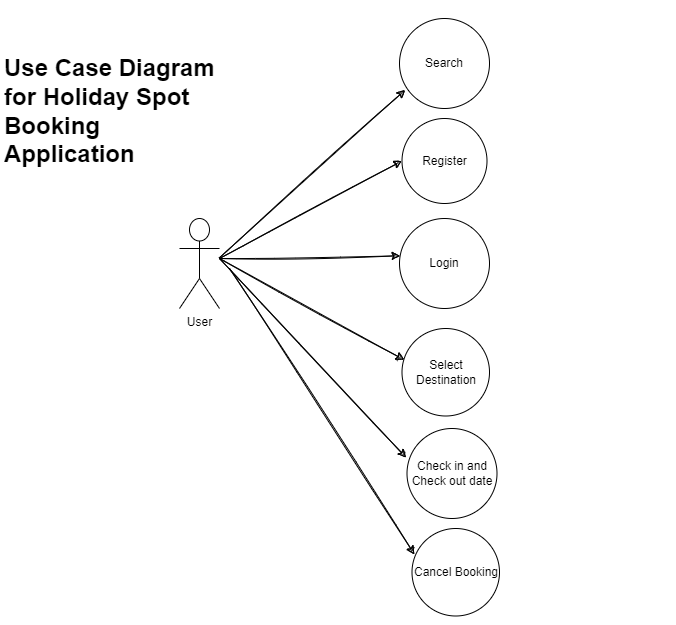 Use Case Diagram
for Holiday Spot
Booking
Application
Search
Register
Login
User
Select
Destination
Check in and
Check out date
Cancel Booking